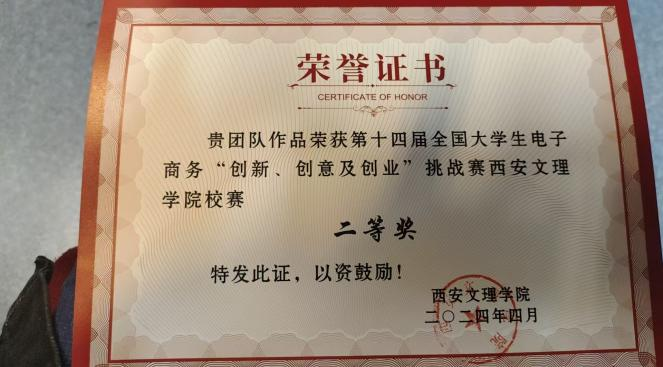 荣誉证书
CERTIFICATE OF HONOR
贵团队作品荣获第十四届全国大学生电子
商务“创新、创意及创业”挑战赛西安文理
学院校赛
二等奖
特发此证，以资鼓励！
西安文理学院
二〇二四年四月